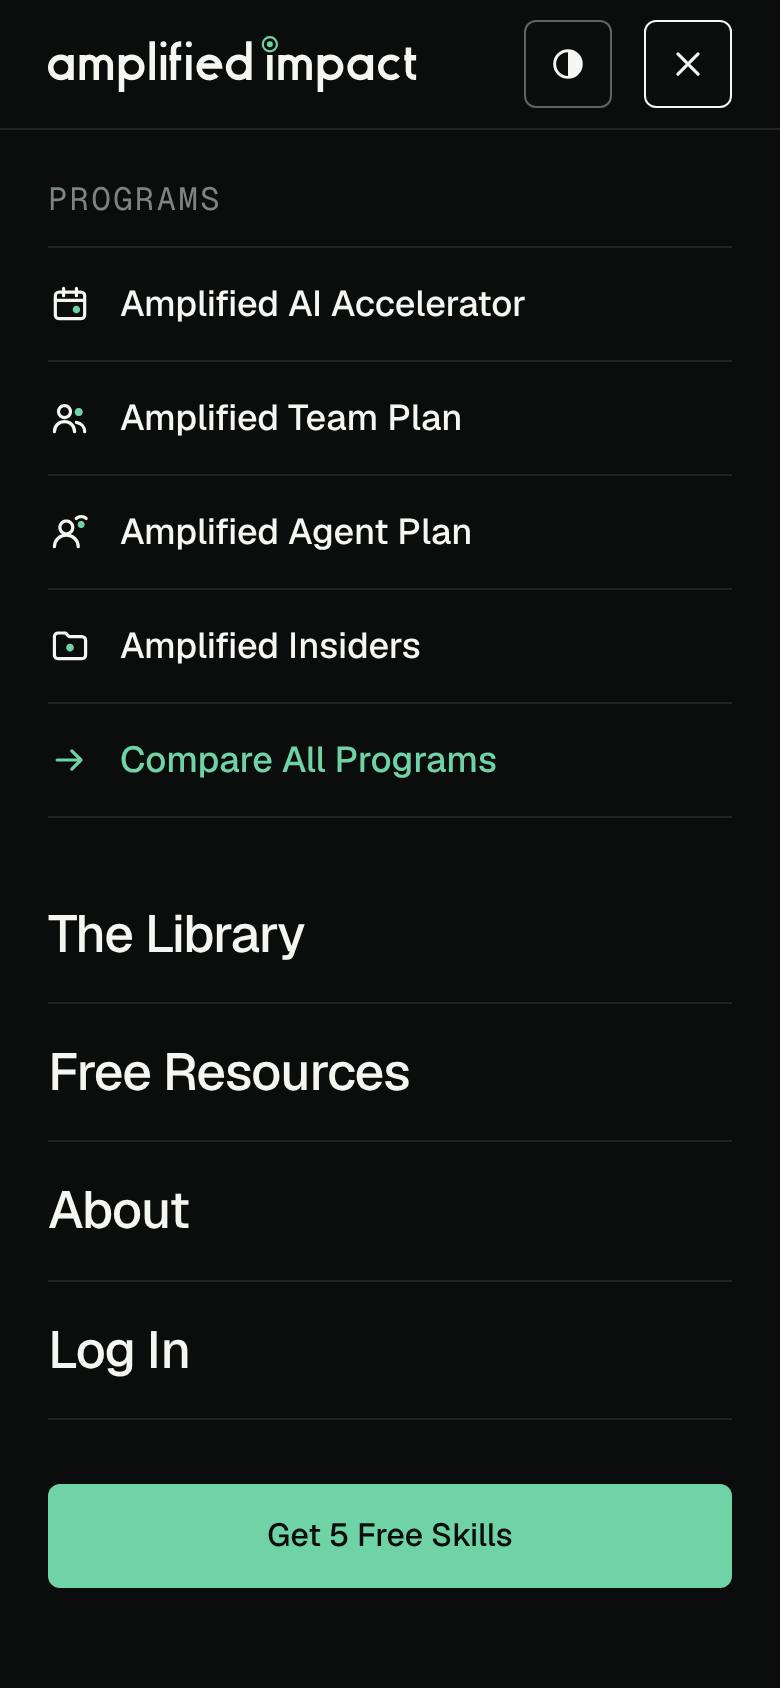 amplified impact
PROGRAMS
Amplified AI Accelerator
Amplified Team Plan
Amplified Agent Plan
Amplified Insiders
Compare All Programs
The Library
Free Resources
About
Log In
Get 5 Free Skills